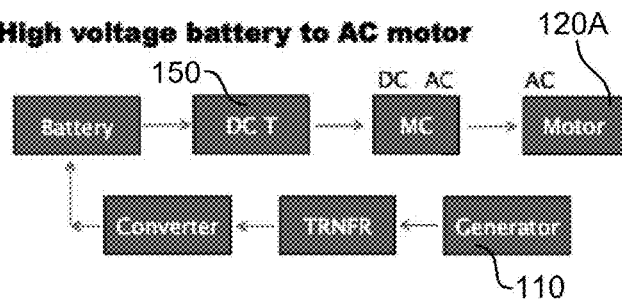 High voltage battery to AC motor
120A
150
DC AC
AC
Battery
DC T
MC
Motor
Converter
TRNFR
Generator
110